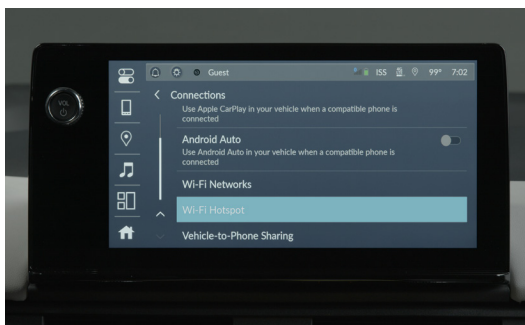 Guest ISS 99° 7:02
VOL
Connections
Use Apple CarPlay in your vehicle when a compatible phone is
connected
Android Auto
Use Android Auto in your vehicle when a compatible phone is
connected
Wi-Fi Networks
Wi-Fi Hotspot
Vehicle-to-Phone Sharing